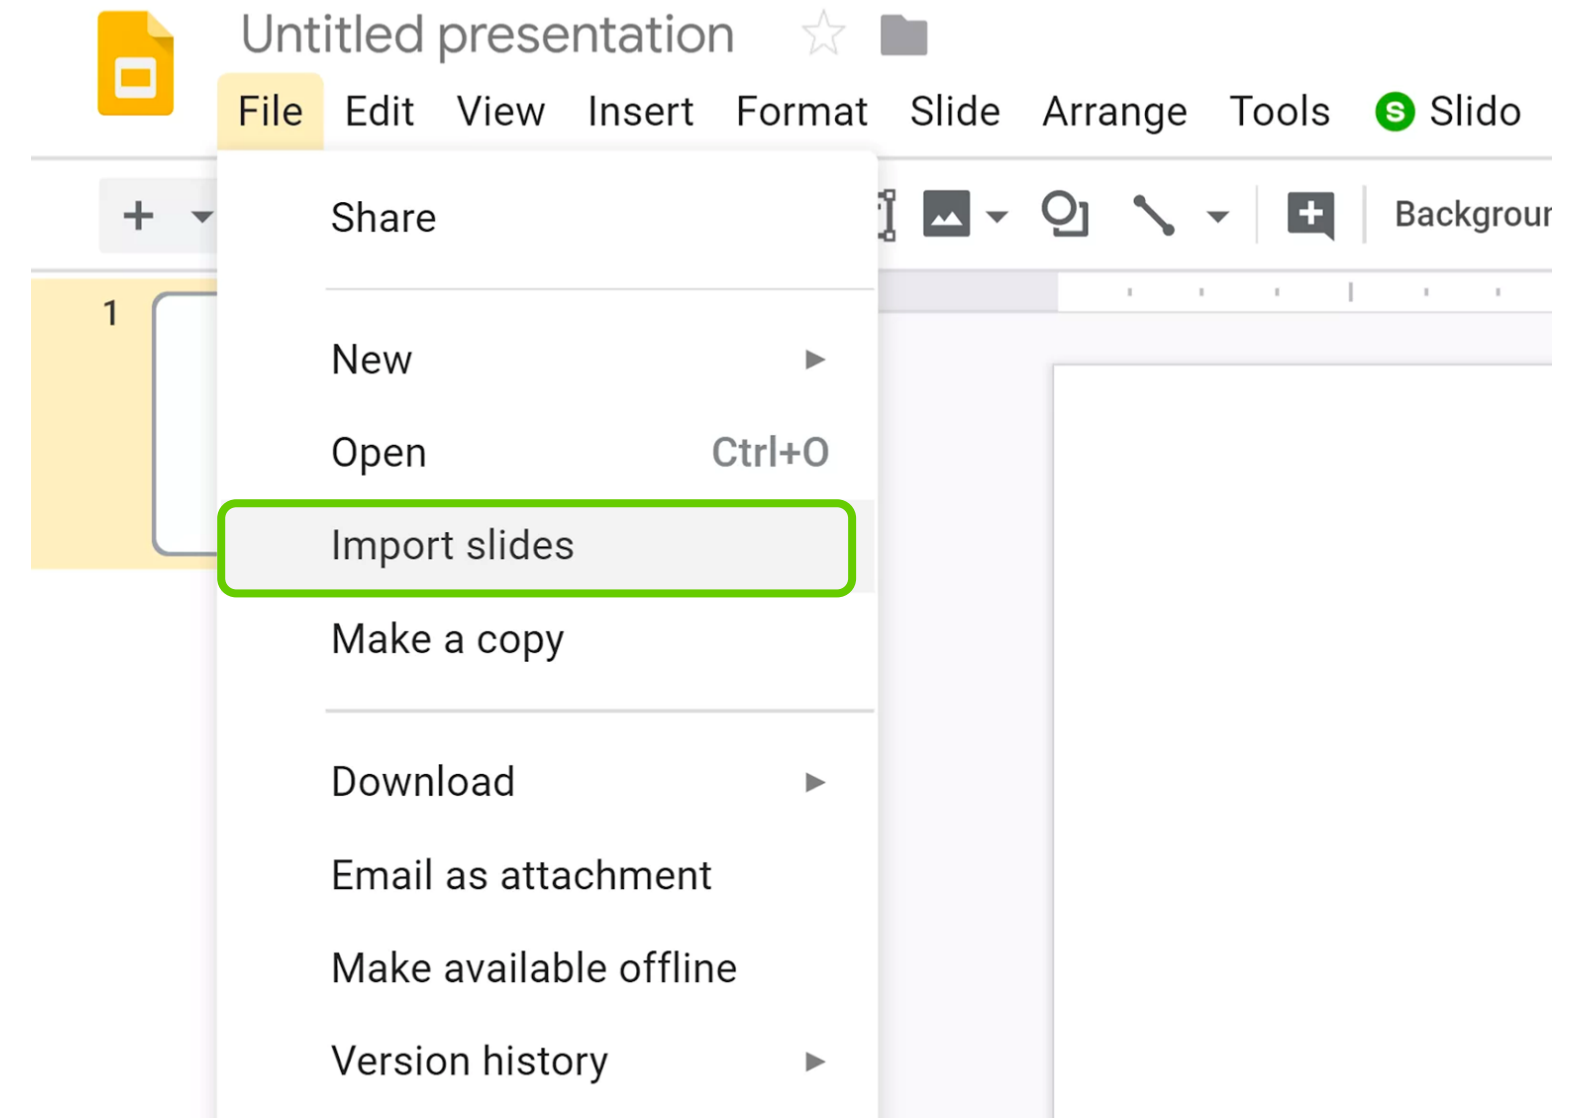 Untitled presentation
File Edit View Insert Format Slide Arrange Tools S Slido
Share
1
New
Open Ctrl+O
Import slides
Make a copy
Download
Email as attachment
Make available offline
Version history